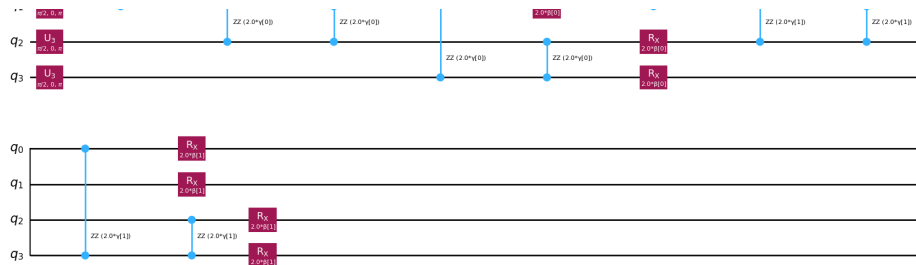 π/2, 0, π
ZZ (2.0*γ[0])
ZZ (2.0*γ[0])
2.0*β[0]
ZZ (2.0*γ[1])
ZZ (2.0*γ[1])
q2
U3
π/2, 0, π
RX
2.0*β[0]
ZZ (2.0*γ[0])
ZZ (2.0*γ[0])
q3
U3
π/2, 0, π
RX
2.0*β[0]
q0
RX
2.0*β[1]
q1
RX
2.0*β[1]
q2
RX
2.0*β[1]
ZZ (2.0*γ[1])
ZZ (2.0*γ[1])
q3
RX
2.0*β[1]